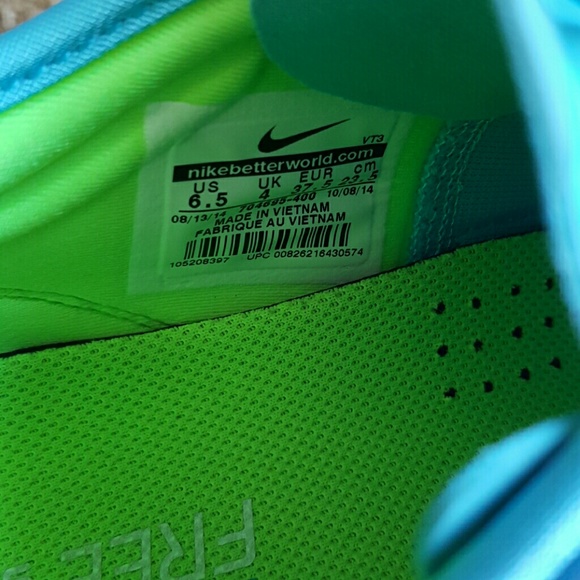 VT3
nikebetterworld.com
US UK EUR cm
6.5 4 37.5 23.5
08/13/14 10/08/14
MADE IN VIETNAM
FABRIQUE AU VIETNAM
105208397 UPC 00826216430574
FREE